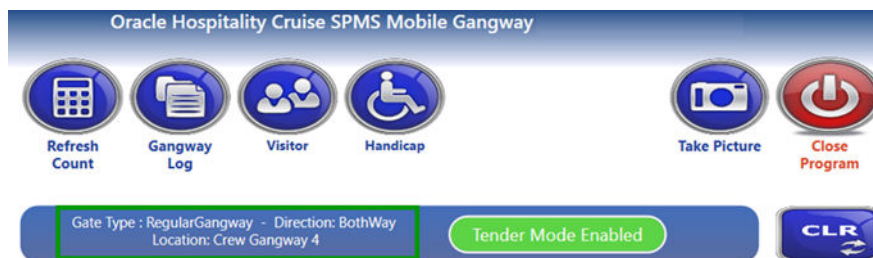 Oracle Hospitality Cruise SPMS Mobile Gangway
Refresh
Count
Gangway
Log
Visitor
Handicap
Take Picture
Close
Program
Gate Type : RegularGangway - Direction: BothWay
Location: Crew Gangway 4
Tender Mode Enabled
CLR